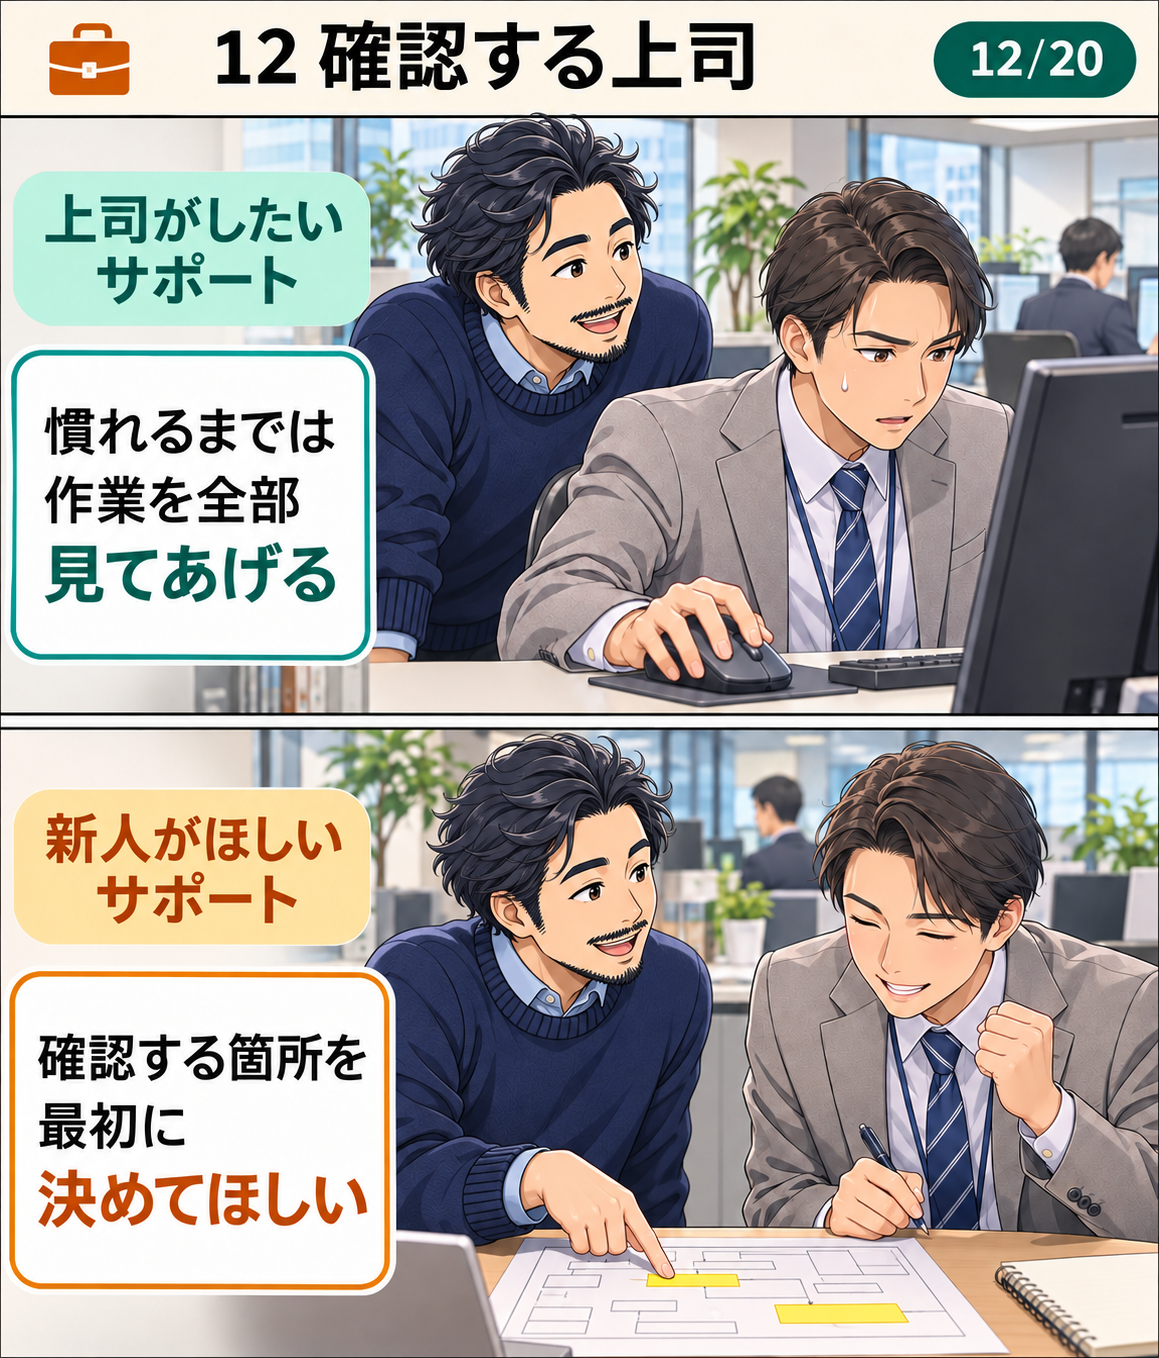 12 確認する上司
12/20
上司がしたい
サポート
慣れるまでは
作業を全部
見てあげる
新人がほしい
サポート
確認する箇所を
最初に
決めてほしい